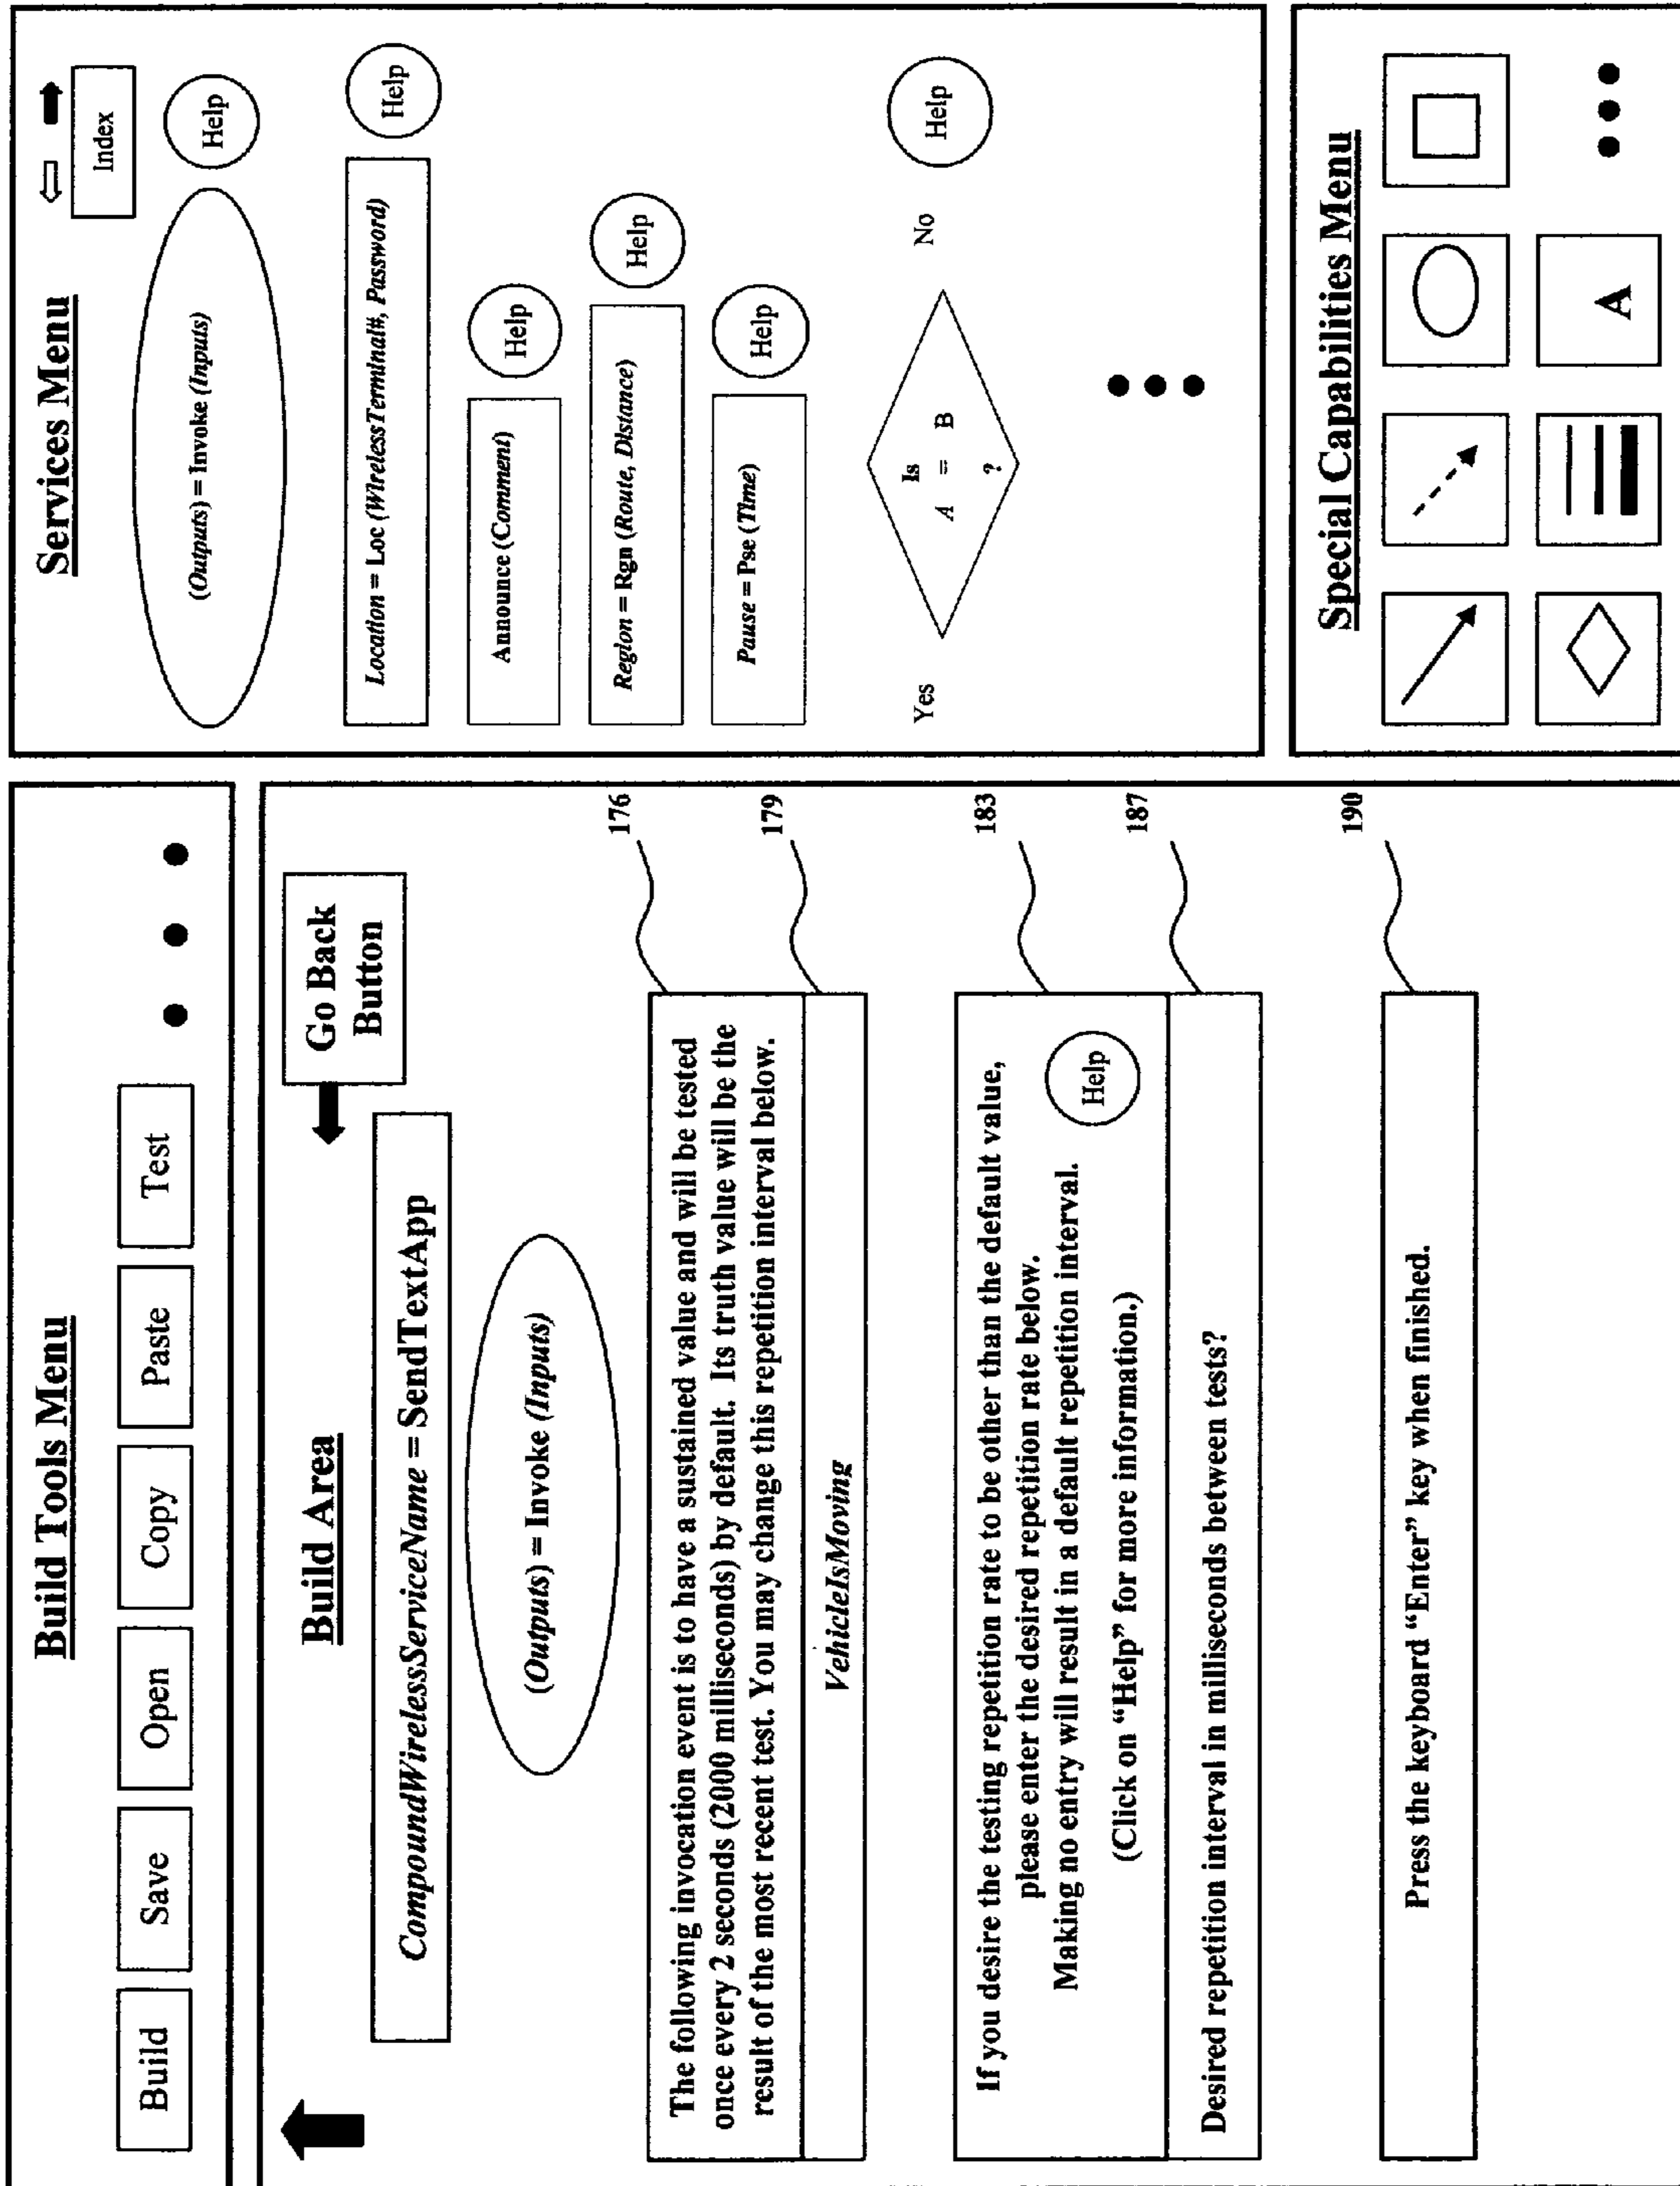 Build Tools Menu
Build
Save
Open
Copy
Paste
Test
Build Area
Go Back
Button
CompoundWirelessServiceName = SendTextApp
(Outputs) = Invoke (Inputs)
The following invocation event is to have a sustained value and will be tested
once every 2 seconds (2000 milliseconds) by default. Its truth value will be the
result of the most recent test. You may change this repetition interval below.
176
VehicleIsMoving
179
If you desire the testing repetition rate to be other than the default value,
please enter the desired repetition rate below.
Making no entry will result in a default repetition interval.
(Click on “Help” for more information.)
Help
183
Desired repetition interval in milliseconds between tests?
187
Press the keyboard “Enter” key when finished.
190
Services Menu
Index
(Outputs) = Invoke (Inputs)
Help
Location = Loc (WirelessTerminal#, Password)
Help
Announce (Comment)
Help
Region = Rgn (Route, Distance)
Help
Pause = Pse (Time)
Help
Is
A = B
?
Yes
No
Help
Special Capabilities Menu
A